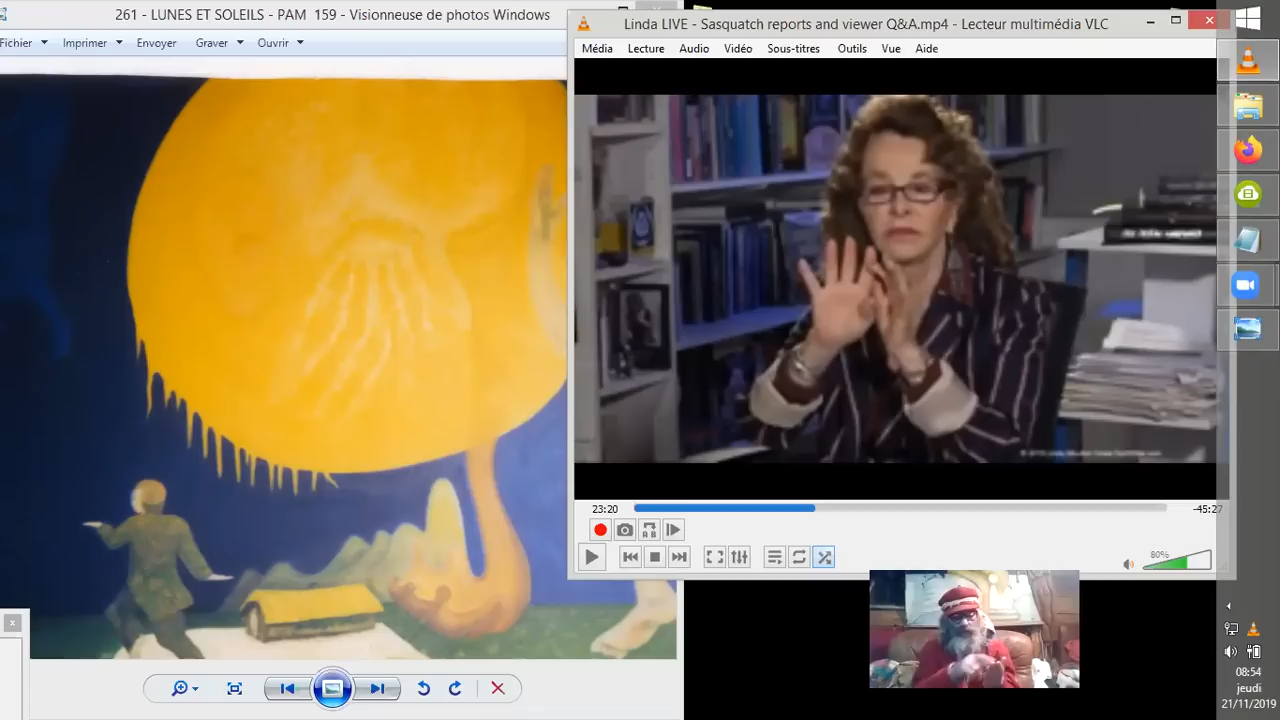 261 - LUNES ET SOLEILS - PAM 159 - Visionneuse de photos Windows
Fichier Imprimer Envoyer Graver Ouvrir
Linda LIVE - Sasquatch reports and viewer Q&A.mp4 - Lecteur multimédia VLC
Média Lecture Audio Vidéo Sous-titres Outils Vue Aide
23:20
-45:27
80%
08:54
jeudi
21/11/2019